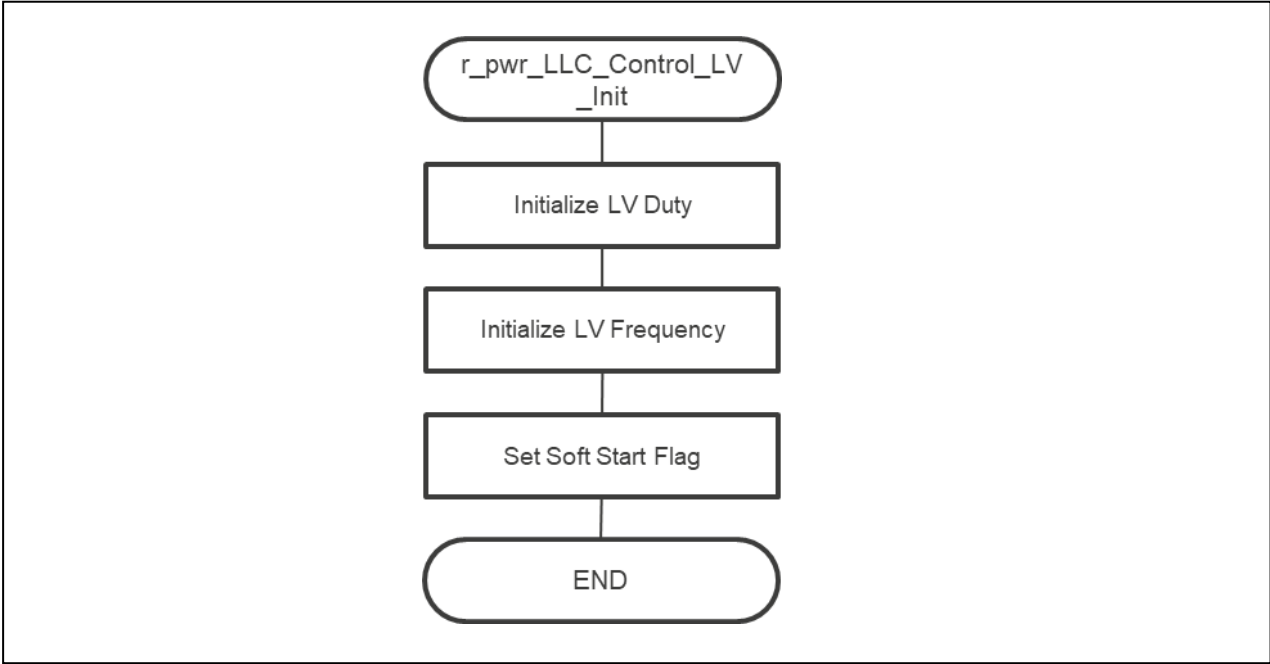 r_pwr_LLC_Control_LV
_Init
Initialize LV Duty
Initialize LV Frequency
Set Soft Start Flag
END